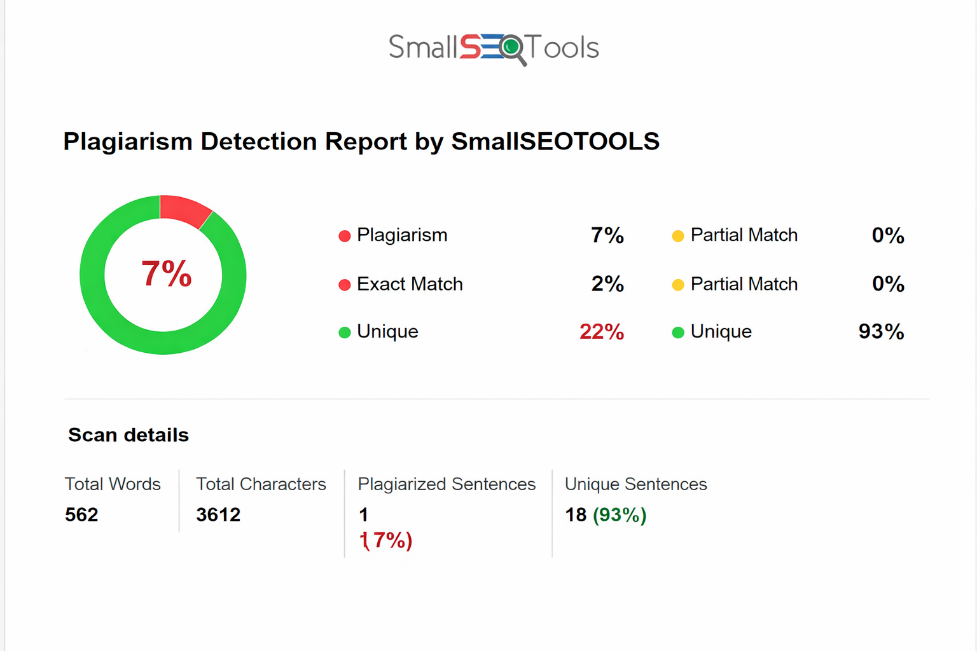 SmallSEOTools
Plagiarism Detection Report by SmallSEOTOOLS
7%
Plagiarism 7% Partial Match 0%
Exact Match 2% Partial Match 0%
Unique 22% Unique 93%
Scan details
Total Words Total Characters Plagiarized Sentences Unique Sentences
562 3612 1 18 (93%)
(7%)